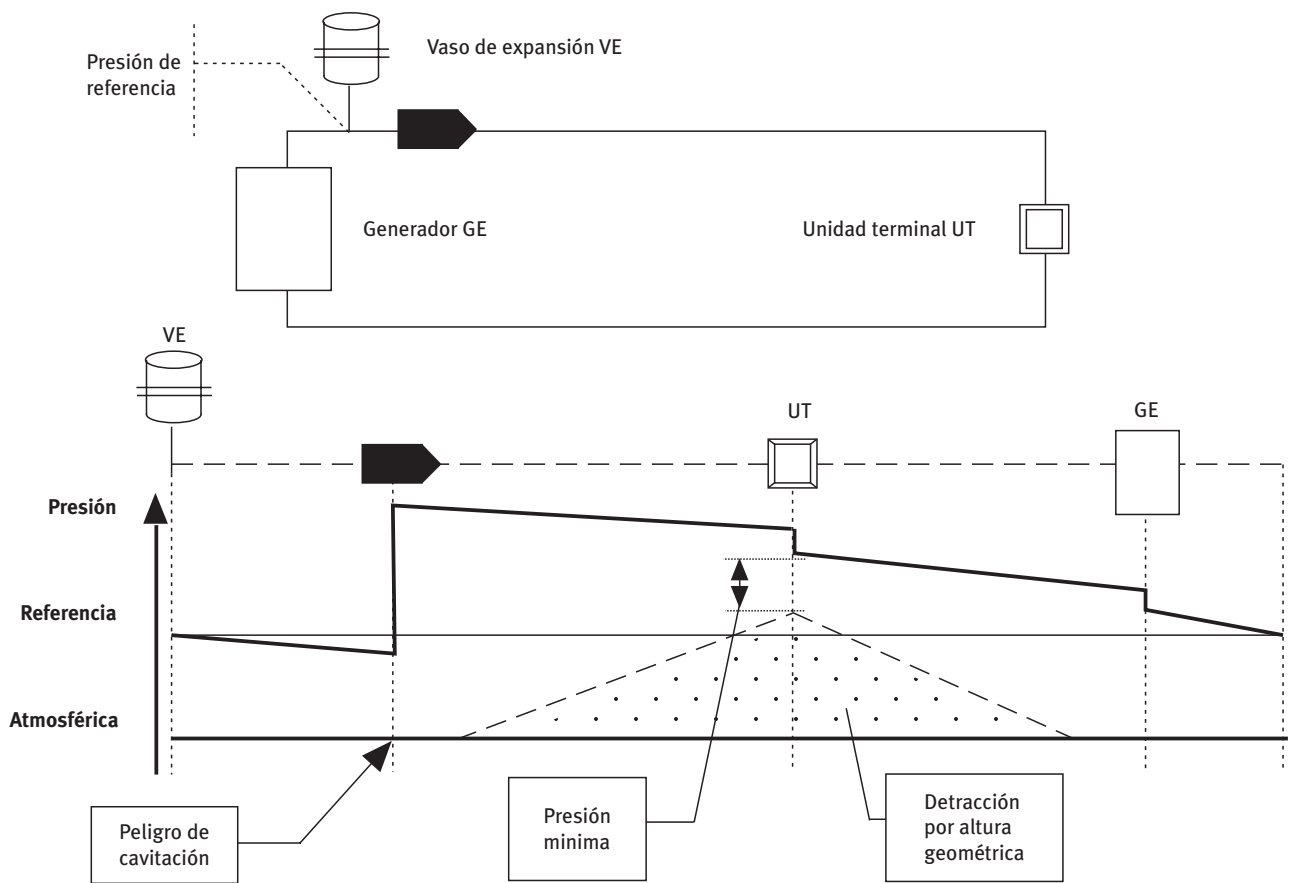 Vaso de expansión VE
Presión de
referencia
Generador GE
Unidad terminal UT
VE
UT
GE
Presión
Referencia
Atmosférica
Peligro de
cavitación
Presión
minima
Detracción
por altura
geométrica